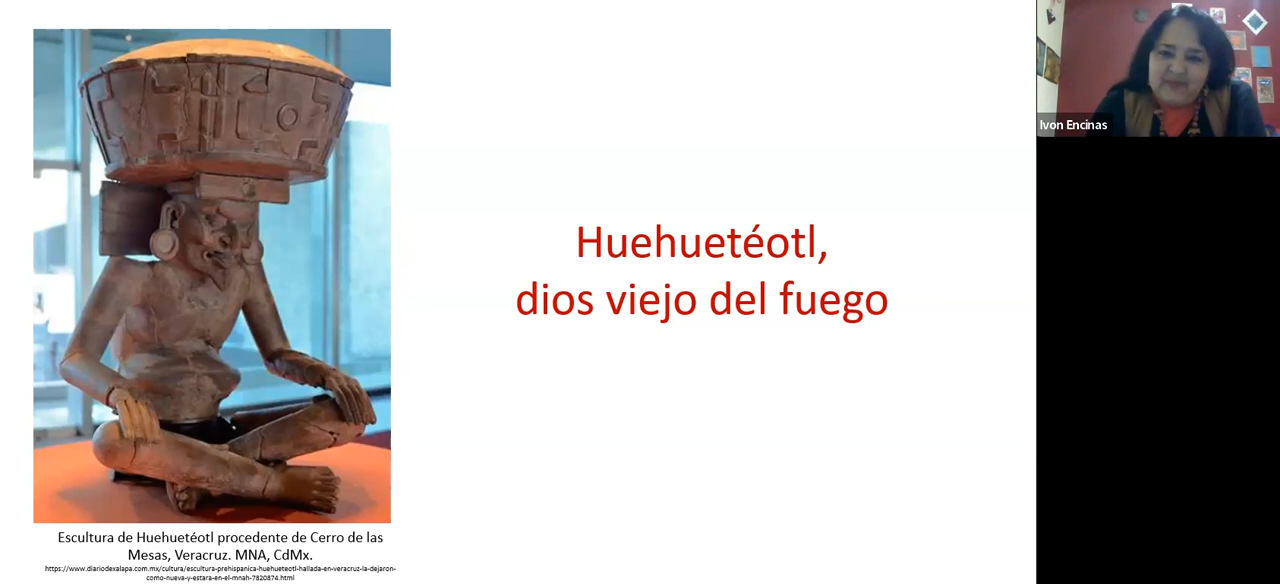 Huehuetéotl,
dios viejo del fuego
Escultura de Huehuetéotl procedente de Cerro de las
Mesas, Veracruz. MNA, CdMx.
https://www.diariodexalapa.com.mx/cultura/escultura-prehispanica-huehueteotl-hallada-en-veracruz-la-dejaron-
como-nueva-y-estara-en-el-mnah-7820874.html
Ivon Encinas